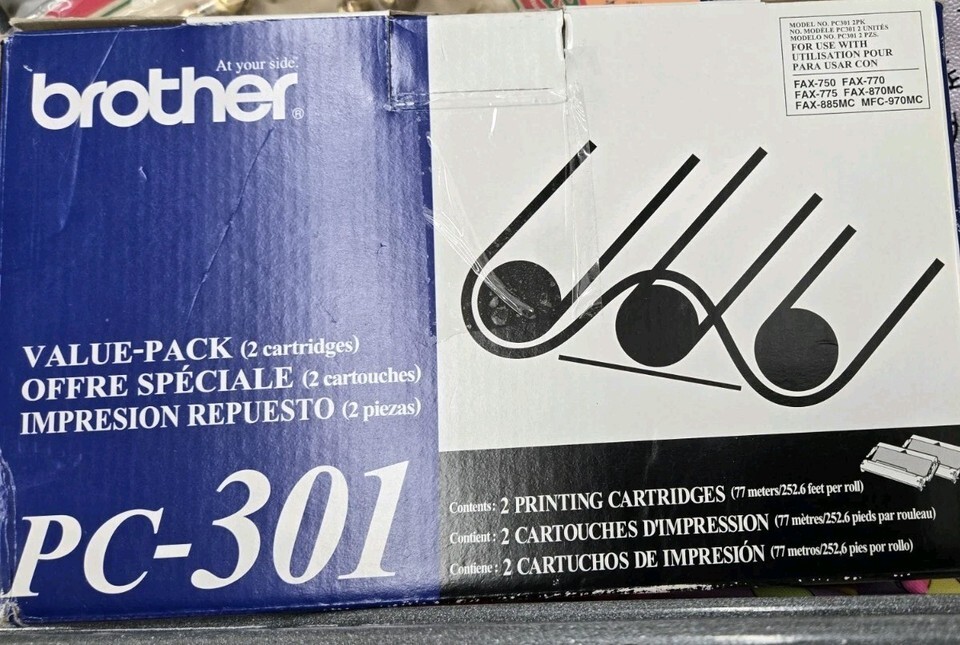 At your side.
brother®
VALUE-PACK (2 cartridges)
OFFRE SPÉCIALE (2 cartouches)
IMPRESION REPUESTO (2 piezas)
PC-301
MODEL NO. PC301 2PK
NO. MODÈLE PC301 2 UNITÉS
MODELO NO. PC301 2 PZS.
FOR USE WITH
UTILISATION POUR
PARA USAR CON
FAX-750 FAX-770
FAX-775 FAX-870MC
FAX-885MC MFC-970MC
Contents: 2 PRINTING CARTRIDGES (77 meters/252.6 feet per roll)
Contient : 2 CARTOUCHES D'IMPRESSION (77 mètres/252,6 pieds par rouleau)
Contiene : 2 CARTUCHOS DE IMPRESIÓN (77 metros/252,6 pies por rollo)